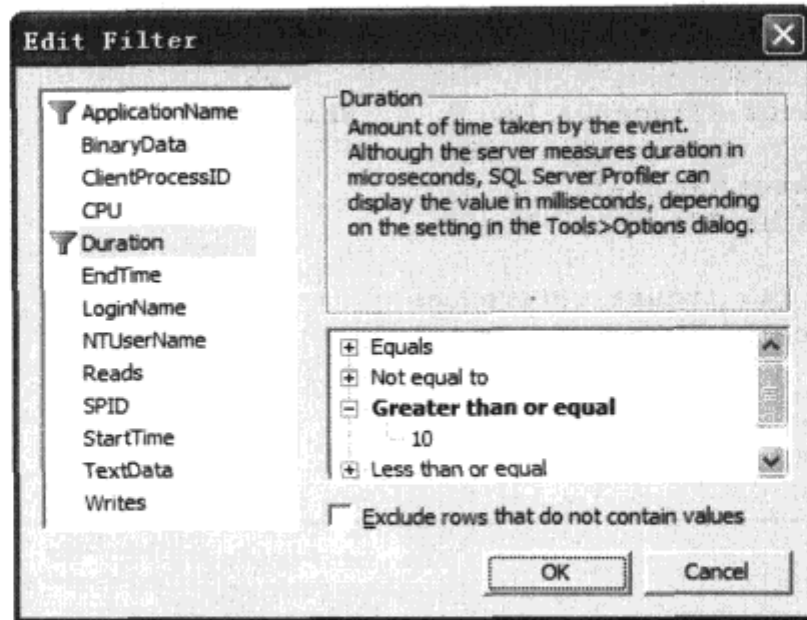 Edit Filter
ApplicationName
BinaryData
ClientProcessID
CPU
Duration
EndTime
LoginName
NTUserName
Reads
SPID
StartTime
TextData
Writes
Duration
Amount of time taken by the event.
Although the server measures duration in
microseconds, SQL Server Profiler can
display the value in milliseconds, depending
on the setting in the Tools>Options dialog.
Equals
Not equal to
Greater than or equal
10
Less than or equal
Exclude rows that do not contain values
OK
Cancel